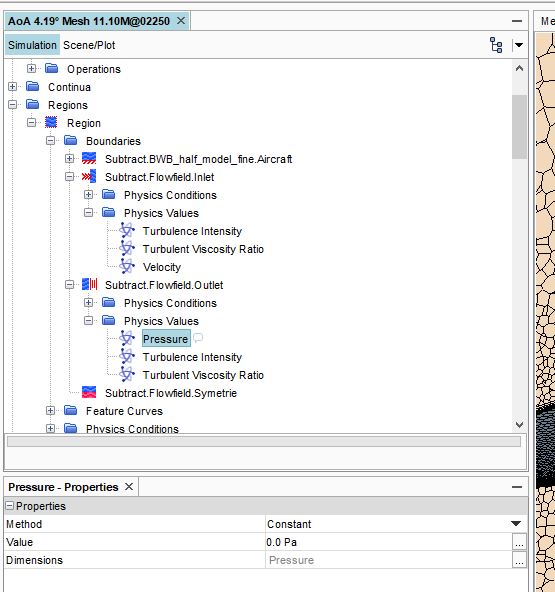 AoA 4.19° Mesh 11.10M@02250
Me
Simulation Scene/Plot
Operations
Continua
Regions
Region
Boundaries
Subtract.BWB_half_model_fine.Aircraft
Subtract.Flowfield.Inlet
Physics Conditions
Physics Values
Turbulence Intensity
Turbulent Viscosity Ratio
Velocity
Subtract.Flowfield.Outlet
Physics Conditions
Physics Values
Pressure
Turbulence Intensity
Turbulent Viscosity Ratio
Subtract.Flowfield.Symetrie
Feature Curves
Physics Conditions
Pressure - Properties
Properties
Method Constant
Value 0.0 Pa ...
Dimensions Pressure ...